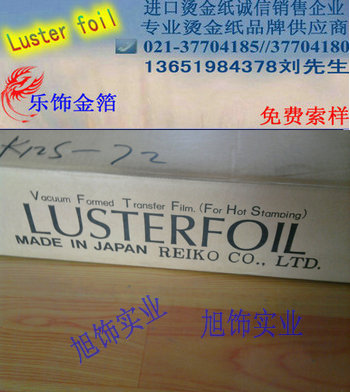 进口烫金纸诚信销售企业
Luster foil
专业烫金纸品牌供应商
021-37704185//37704180
13651984378刘先生
乐饰金箔
免费索样
K125-72
Vacuum Formed Transfer Film. (For Hot Stamping)
LUSTERFOIL
MADE IN JAPAN REIKO CO., LTD.
旭饰实业
旭饰实业